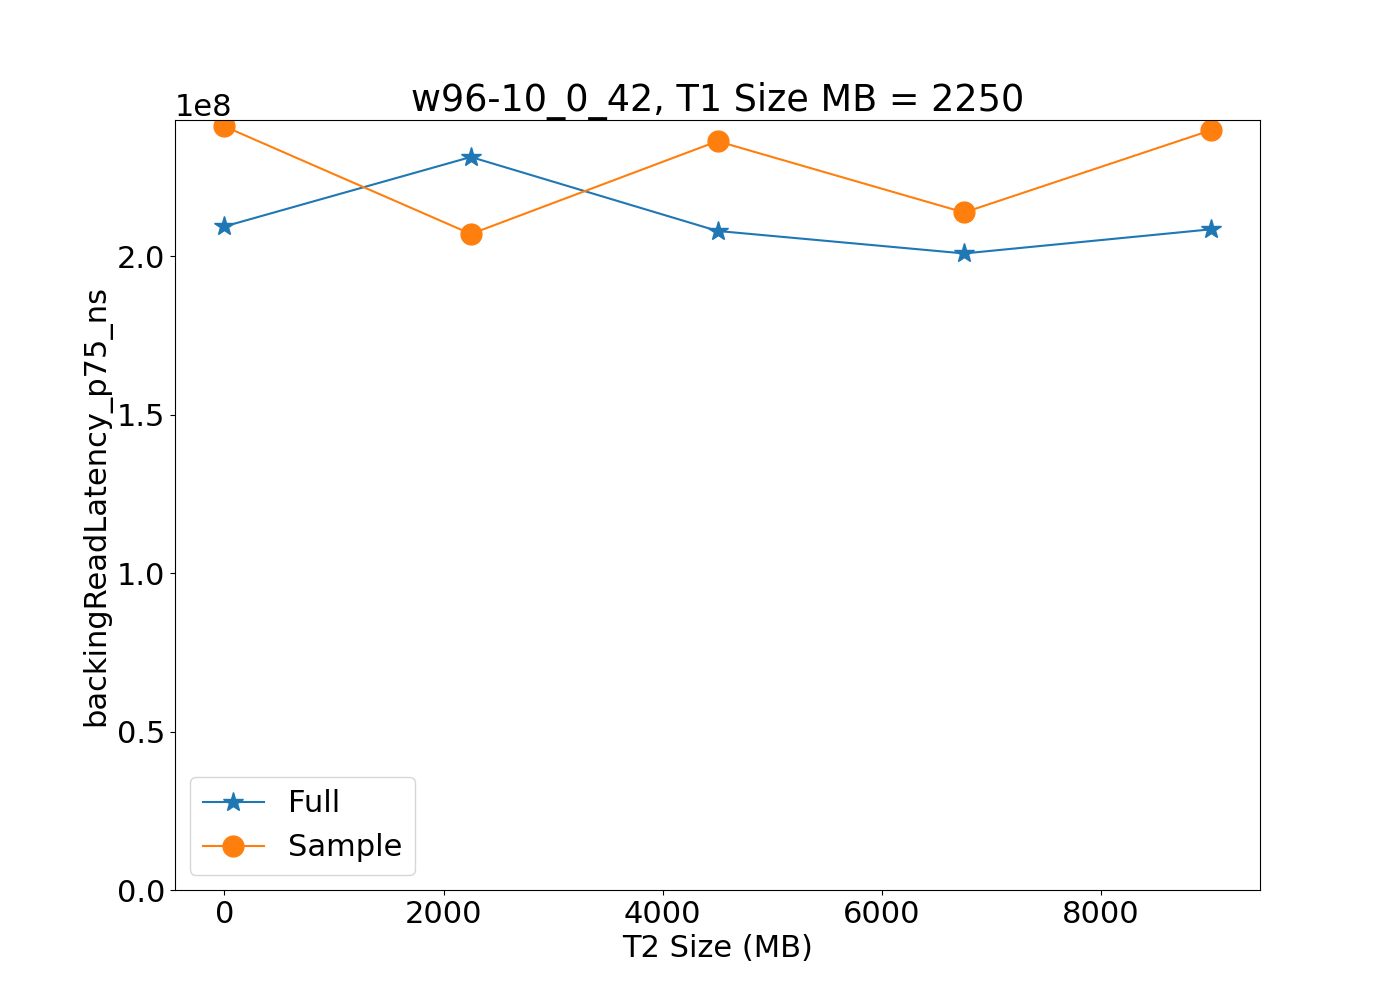 w96-10_0_42, T1 Size MB = 2250
1e8
2.0
1.5
1.0
0.5
0.0
backingReadLatency_p75_ns
Full
Sample
0 2000 4000 6000 8000
T2 Size (MB)